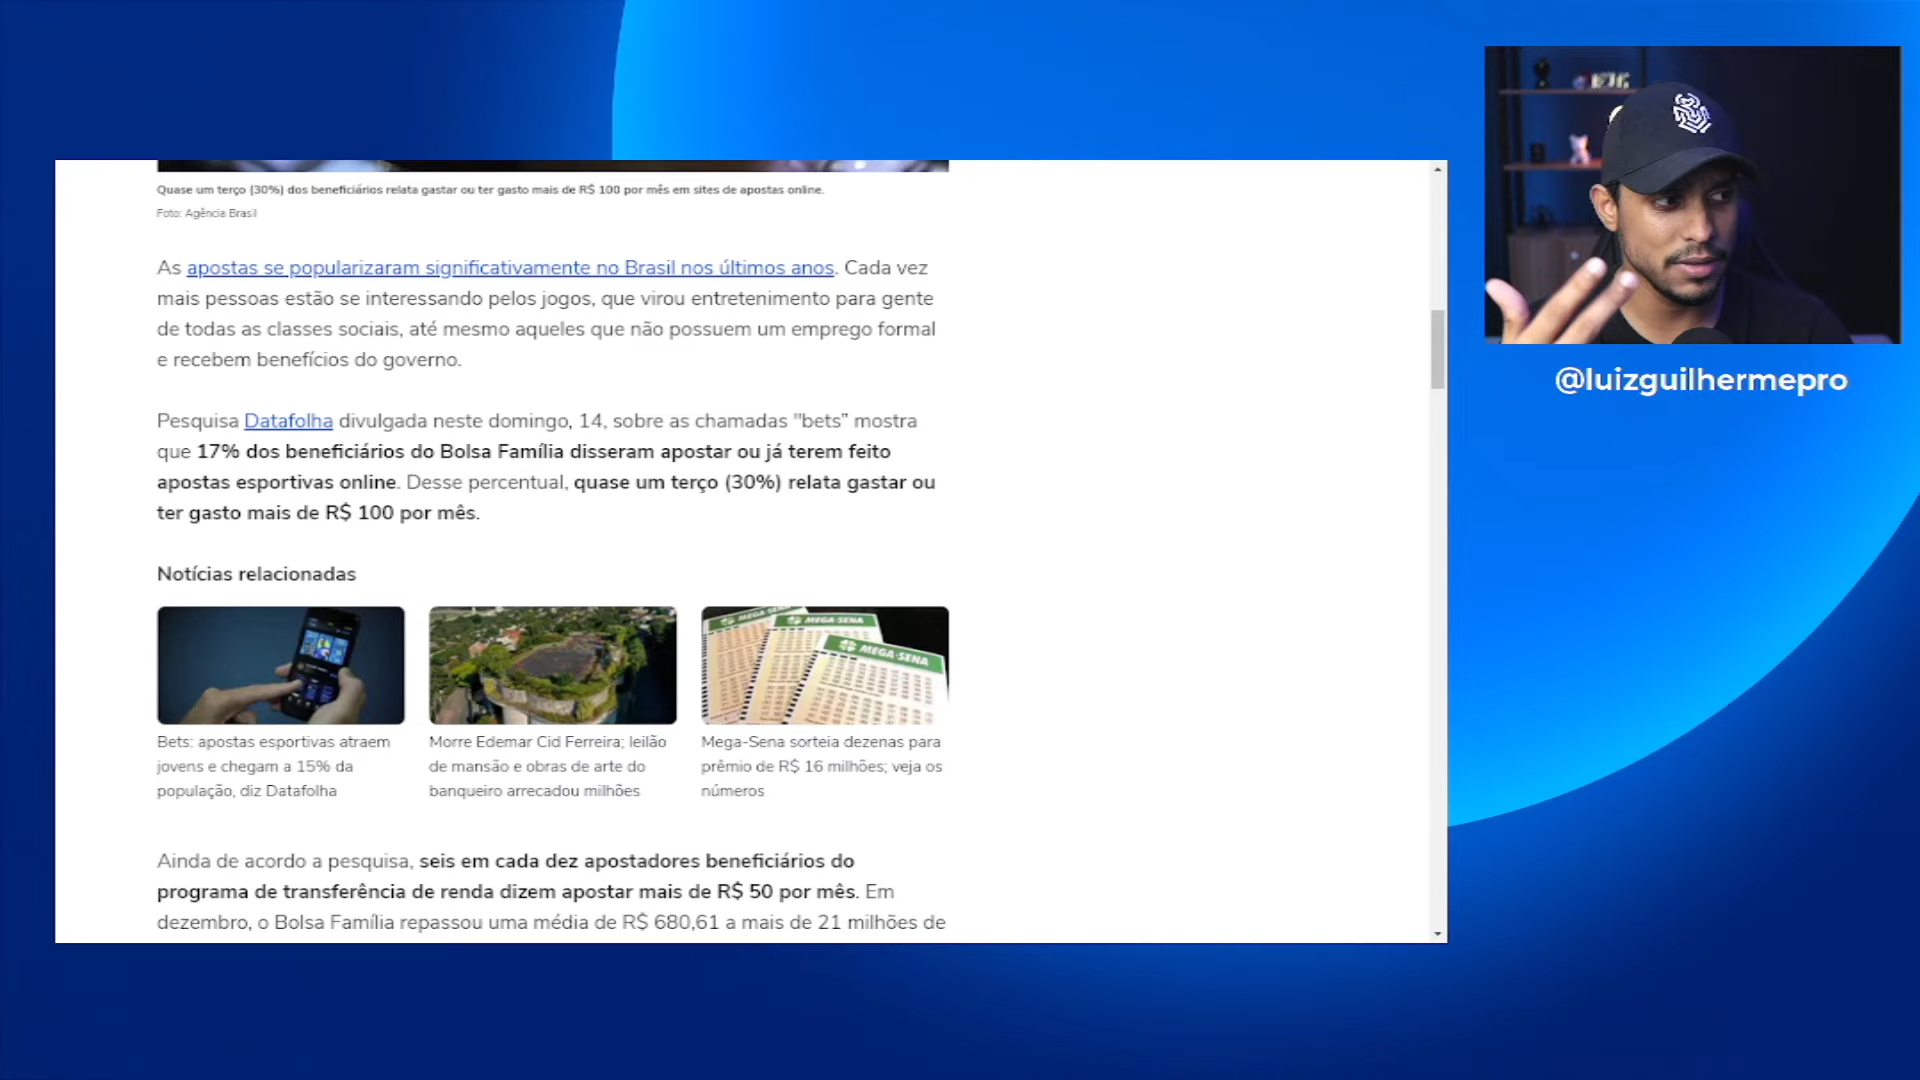 Quase um terço (30%) dos beneficiários relata gastar ou ter gasto mais de R$ 100 por mês em sites de apostas online.
Foto: Agência Brasil
As apostas se popularizaram significativamente no Brasil nos últimos anos. Cada vez
mais pessoas estão se interessando pelos jogos, que virou entretenimento para gente
de todas as classes sociais, até mesmo aqueles que não possuem um emprego formal
e recebem benefícios do governo.
Pesquisa Datafolha divulgada neste domingo, 14, sobre as chamadas "bets" mostra
que 17% dos beneficiários do Bolsa Família disseram apostar ou já terem feito
apostas esportivas online. Desse percentual, quase um terço (30%) relata gastar ou
ter gasto mais de R$ 100 por mês.
Notícias relacionadas
MEGA-SENA
MEGA-SENA
MEGA-SENA
Bets: apostas esportivas atraem
jovens e chegam a 15% da
população, diz Datafolha
Morre Edemar Cid Ferreira; leilão
de mansão e obras de arte do
banqueiro arrecadou milhões
Mega-Sena sorteia dezenas para
prêmio de R$ 16 milhões; veja os
números
Ainda de acordo a pesquisa, seis em cada dez apostadores beneficiários do
programa de transferência de renda dizem apostar mais de R$ 50 por mês. Em
dezembro, o Bolsa Família repassou uma média de R$ 680,61 a mais de 21 milhões de
@luizguilhermepro